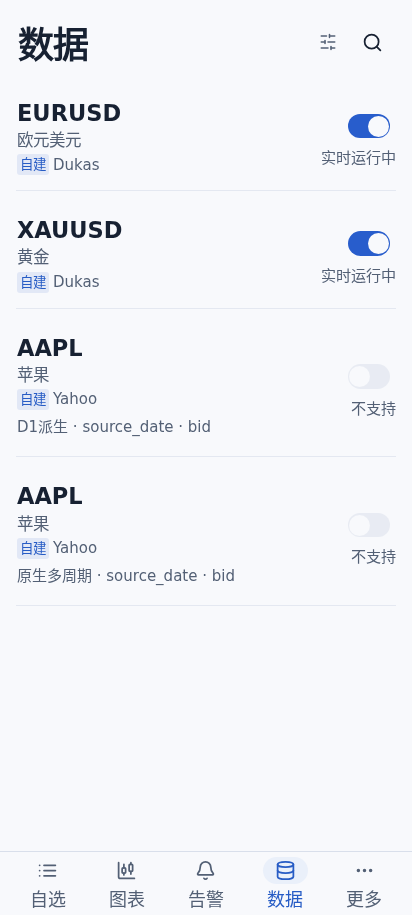 数据
EURUSD
欧元美元
自建 Dukas
实时运行中
XAUUSD
黄金
自建 Dukas
实时运行中
AAPL
苹果
自建 Yahoo
D1派生 · source_date · bid
不支持
AAPL
苹果
自建 Yahoo
原生多周期 · source_date · bid
不支持
自选 图表 告警 数据 更多